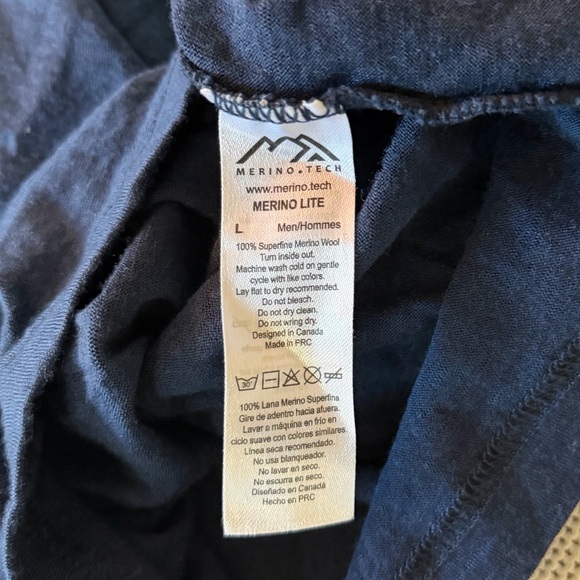 MERINO.TECH
www.merino.tech
MERINO LITE
L Men/Hommes
100% Superfine Merino Wool
Turn inside out.
Machine wash cold on gentle
cycle with like colors.
Lay flat to dry recommended.
Do not bleach.
Do not dry clean.
Do not wring dry.
Designed in Canada
Made in PRC
30°
100% Lana Merino Superfina
Gire de adentro hacia afuera.
Lavar a máquina en frío en
ciclo suave con colores similares.
Línea seca recomendado.
No usa blanqueador.
No lavar en seco.
No escurra en seco.
Diseñado en Canadá
Hecho en PRC